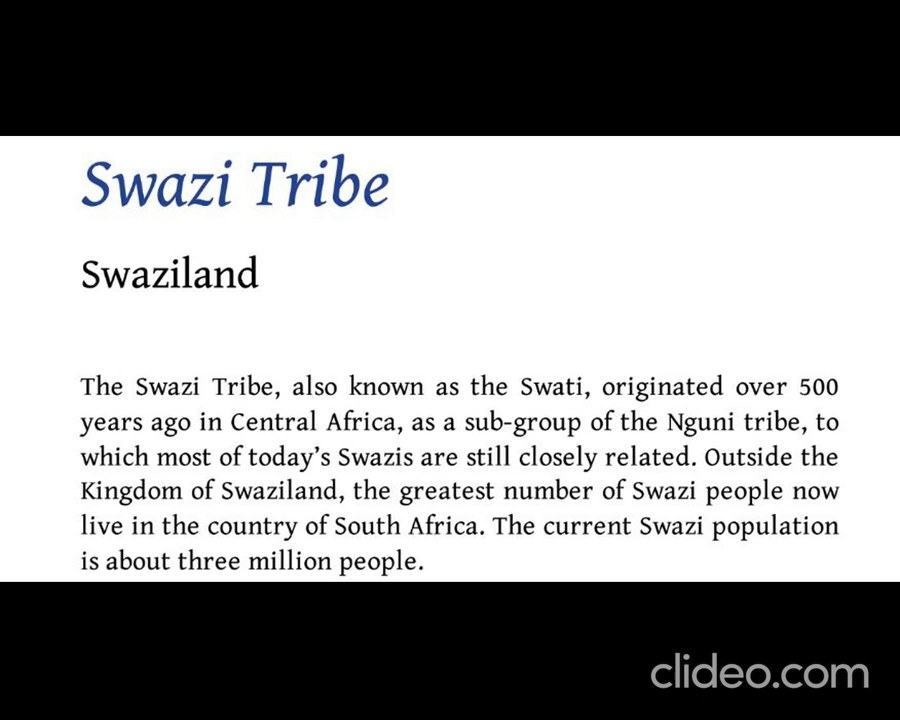 Swazi Tribe
Swaziland
The Swazi Tribe, also known as the Swati, originated over 500
years ago in Central Africa, as a sub-group of the Nguni tribe, to
which most of today’s Swazis are still closely related. Outside the
Kingdom of Swaziland, the greatest number of Swazi people now
live in the country of South Africa. The current Swazi population
is about three million people.
clideo.com